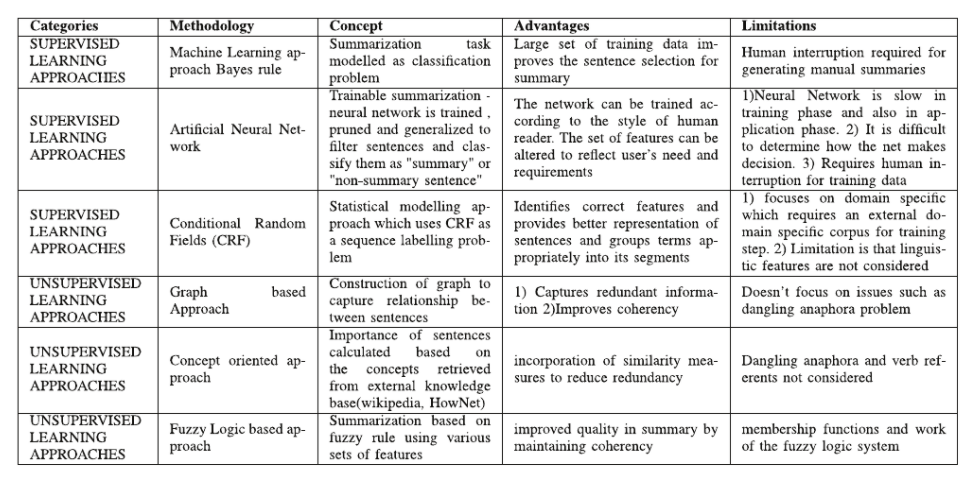 Categories Methodology Concept Advantages Limitations
SUPERVISED
LEARNING
APPROACHES
Machine Learning ap-
proach Bayes rule
Summarization task
modelled as classification
problem
Large set of training data im-
proves the sentence selection for
summary
Human interruption required for
generating manual summaries
SUPERVISED
LEARNING
APPROACHES
Artificial Neural Net-
work
Trainable summarization -
neural network is trained ,
pruned and generalized to
filter sentences and clas-
sify them as "summary" or
"non-summary sentence"
The network can be trained ac-
cording to the style of human
reader. The set of features can be
altered to reflect user's need and
requirements
1)Neural Network is slow in
training phase and also in ap-
plication phase. 2) It is difficult
to determine how the net makes
decision. 3) Requires human in-
terruption for training data
SUPERVISED
LEARNING
APPROACHES
Conditional Random
Fields (CRF)
Statistical modelling ap-
proach which uses CRF as
a sequence labelling prob-
lem
Identifies correct features and
provides better representation of
sentences and groups terms ap-
propriately into its segments
1) focuses on domain specific
which requires an external do-
main specific corpus for training
step. 2) Limitation is that linguis-
tic features are not considered
UNSUPERVISED
LEARNING
APPROACHES
Graph based
Approach
Construction of graph to
capture relationship be-
tween sentences
1) Captures redundant informa-
tion 2)Improves coherency
Doesn't focus on issues such as
dangling anaphora problem
UNSUPERVISED
LEARNING
APPROACHES
Concept oriented ap-
proach
Importance of sentences
calculated based on
the concepts retrieved
from external knowledge
base(wikipedia, HowNet)
incorporation of similarity mea-
sures to reduce redundancy
Dangling anaphora and verb ref-
erents not considered
UNSUPERVISED
LEARNING
APPROACHES
Fuzzy Logic based ap-
proach
Summarization based on
fuzzy rule using various
sets of features
improved quality in summary by
maintaining coherency
membership functions and work
of the fuzzy logic system